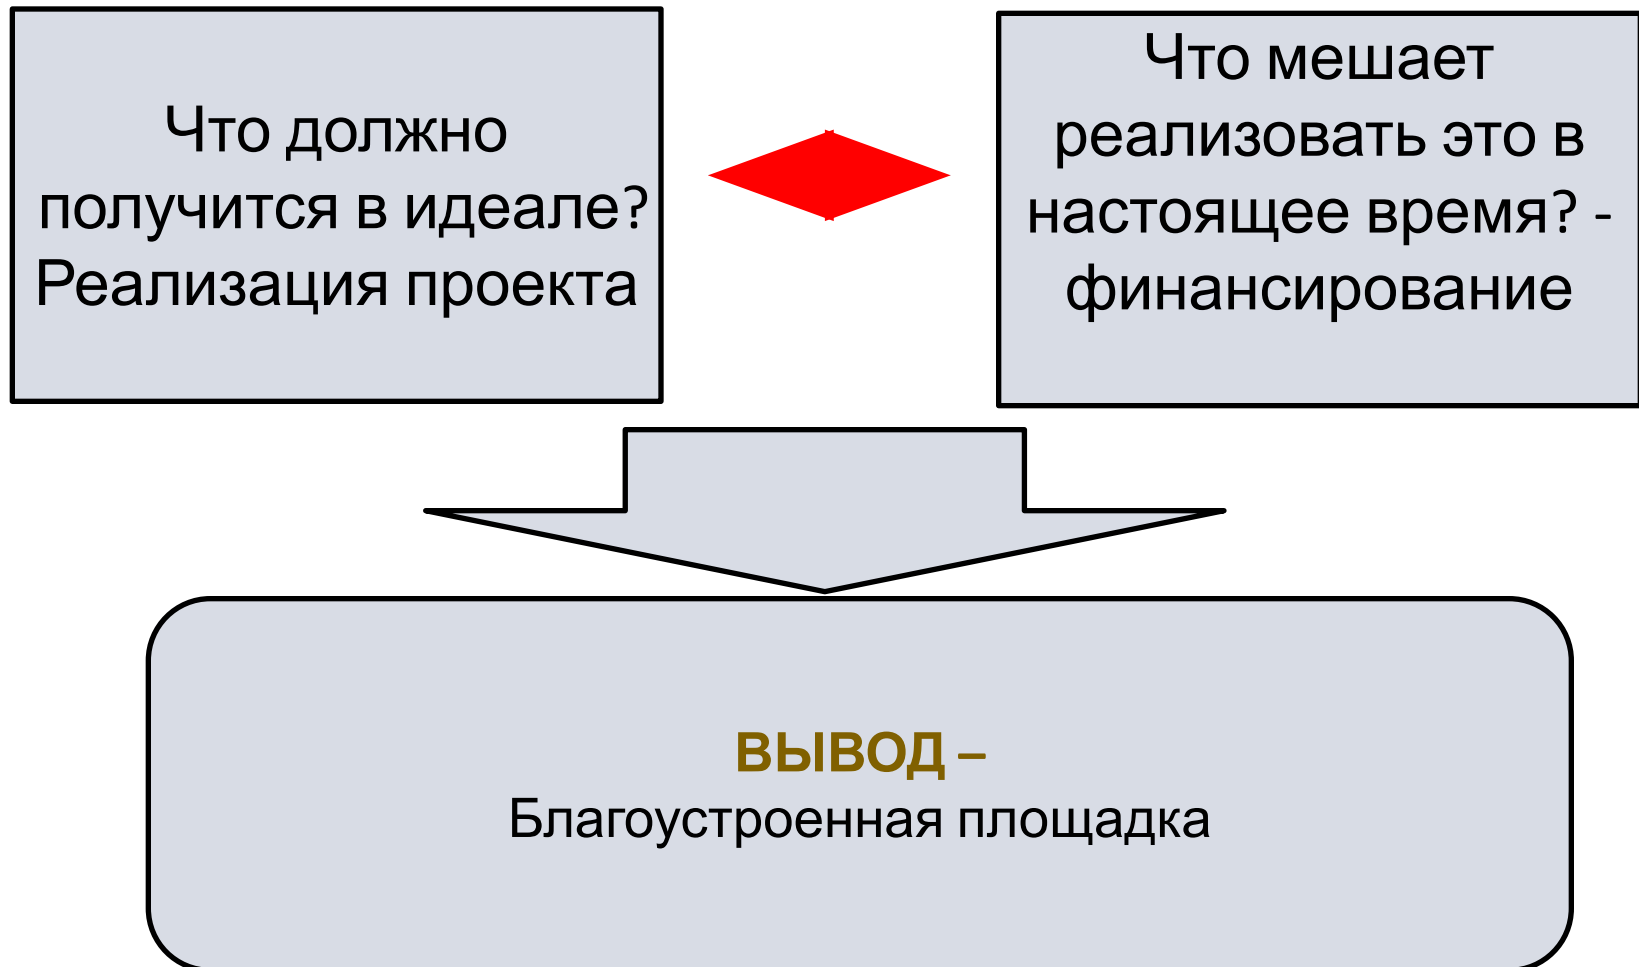 Что должно
получится в идеале?
Реализация проекта
Что мешает
реализовать это в
настоящее время? -
финансирование
ВЫВОД –
Благоустроенная площадка